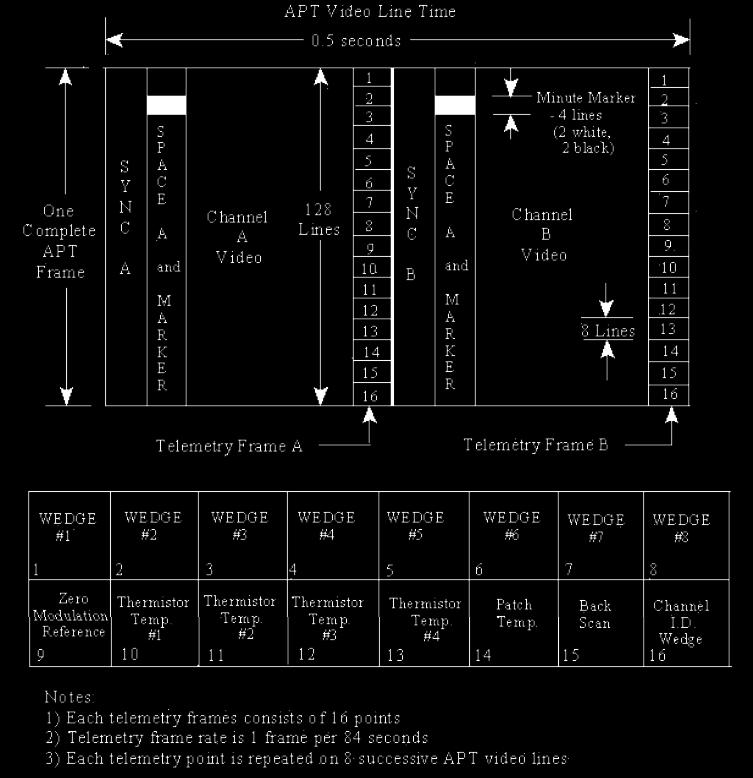 APT Video Line Time
0.5 seconds
One
Complete
APT
Frame
SYNC A
SPACE A and MARKER
Channel
A
Video
128
Lines
1
2
3
4
5
6
7
8
9
10
11
12
13
14
15
16
SYNC B
SPACE A and MARKER
Minute Marker
- 4 lines
(2 white,
2 black)
Channel
B
Video
8 Lines
1
2
3
4
5
6
7
8
9
10
11
12
13
14
15
16
Telemetry Frame A
Telemetry Frame B
WEDGE
#1
1
WEDGE
#2
2
WEDGE
#3
3
WEDGE
#4
4
WEDGE
#5
5
WEDGE
#6
6
WEDGE
#7
7
WEDGE
#8
8
Zero
Modulation
Reference
9
Thermistor
Temp.
#1
10
Thermistor
Temp.
#2
11
Thermistor
Temp.
#3
12
Thermistor
Temp.
#4
13
Patch
Temp.
14
Back
Scan
15
Channel
I.D.
Wedge
16
Notes:
1) Each telemetry frames consists of 16 points
2) Telemetry frame rate is 1 frame per 84 seconds
3) Each telemetry point is repeated on 8 successive APT video lines